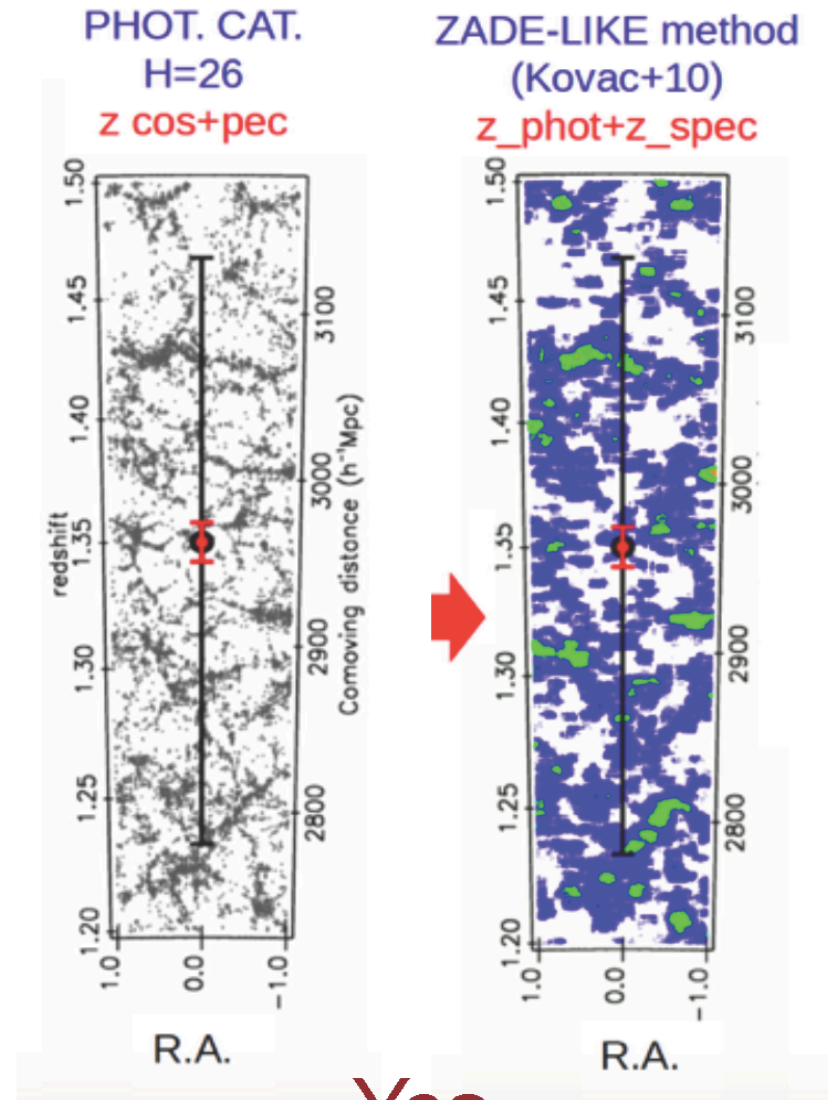 PHOT. CAT.
H=26
z cos+pec
1.50
1.45
1.40
1.35
1.30
1.25
1.20
redshift
3100
3000
2900
2800
Comoving distance (h⁻¹Mpc)
1.0
0.0
−1.0
R.A.
ZADE-LIKE method
(Kovac+10)
z_phot+z_spec
1.50
1.45
1.40
1.35
1.30
1.25
1.20
3100
3000
2900
2800
1.0
0.0
−1.0
R.A.